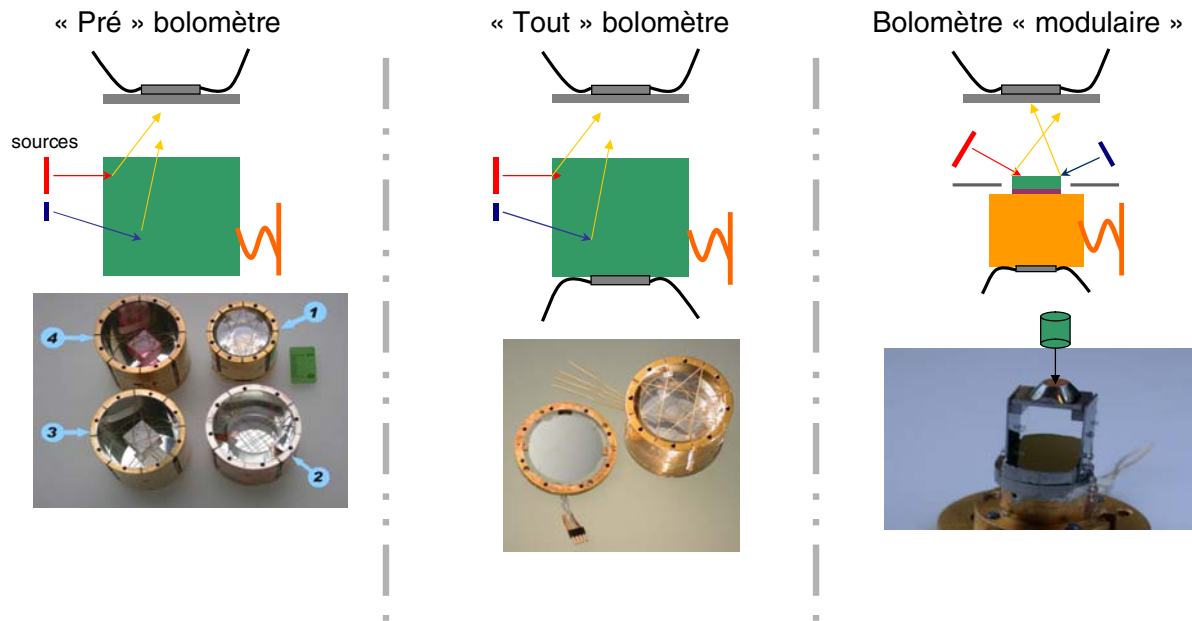 « Pré » bolomètre
« Tout » bolomètre
Bolomètre « modulaire »
sources
4
1
3
2